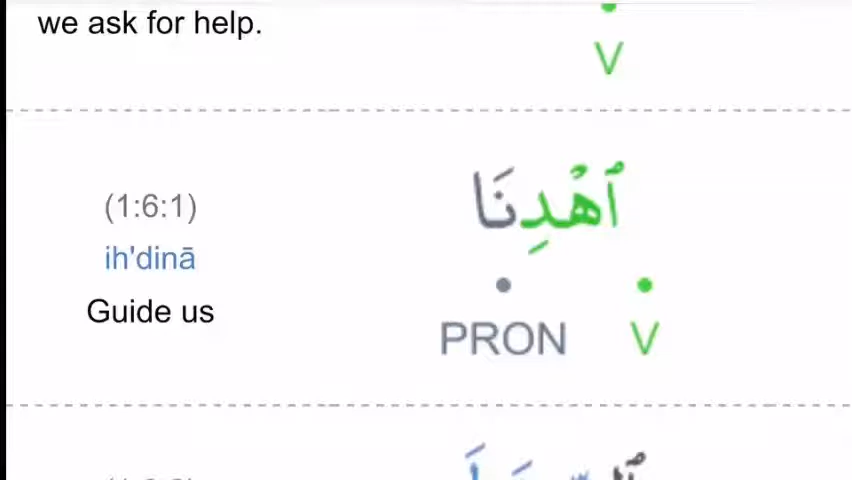 we ask for help.
V
(1:6:1)
ih'dinā
Guide us
ٱهْدِنَا
PRON V